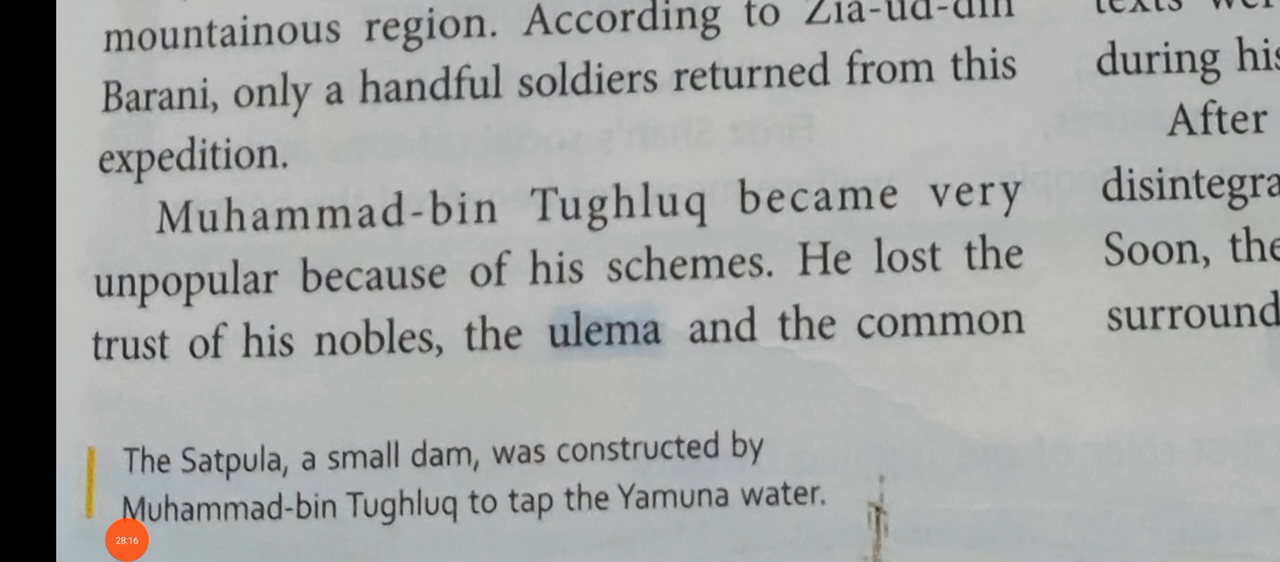 mountainous region. According to Zia-ud-din
Barani, only a handful soldiers returned from this
expedition.
Muhammad-bin Tughluq became very
unpopular because of his schemes. He lost the
trust of his nobles, the ulema and the common
The Satpula, a small dam, was constructed by
Muhammad-bin Tughluq to tap the Yamuna water.
28:16
texts
during his
After
disintegra
Soon, the
surround